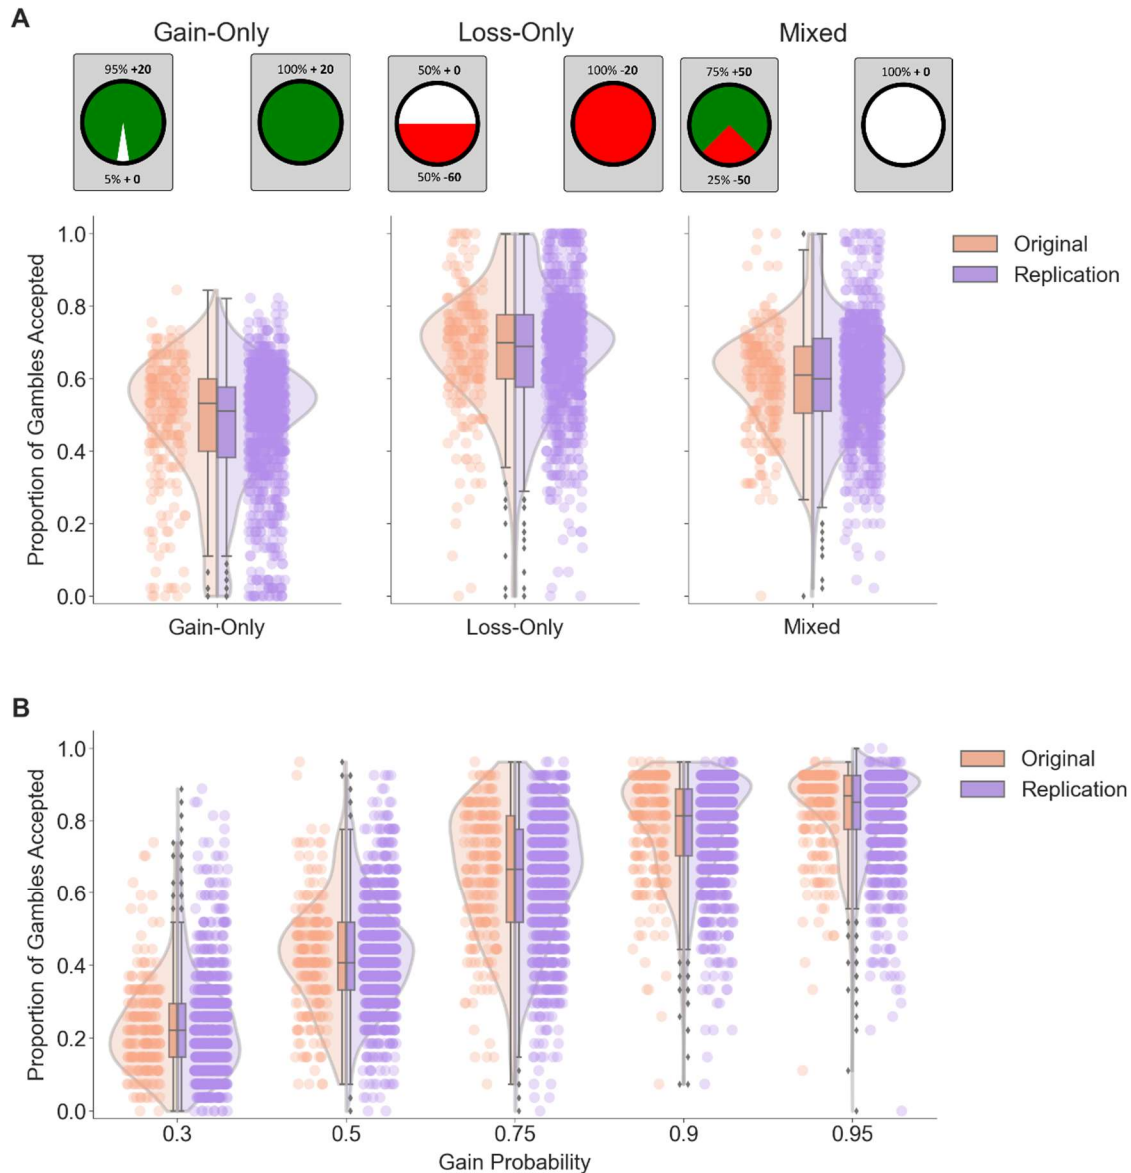 A
Gain-Only
Loss-Only
Mixed
95% +20
100% + 20
50% + 0
100% -20
75% +50
100% + 0
5% + 0
50% -60
25% -50
Proportion of Gambles Accepted
1.0
0.8
0.6
0.4
0.2
0.0
Gain-Only
Loss-Only
Mixed
Original
Replication
B
Proportion of Gambles Accepted
1.0
0.8
0.6
0.4
0.2
0.0
0.3
0.5
0.75
0.9
0.95
Gain Probability
Original
Replication